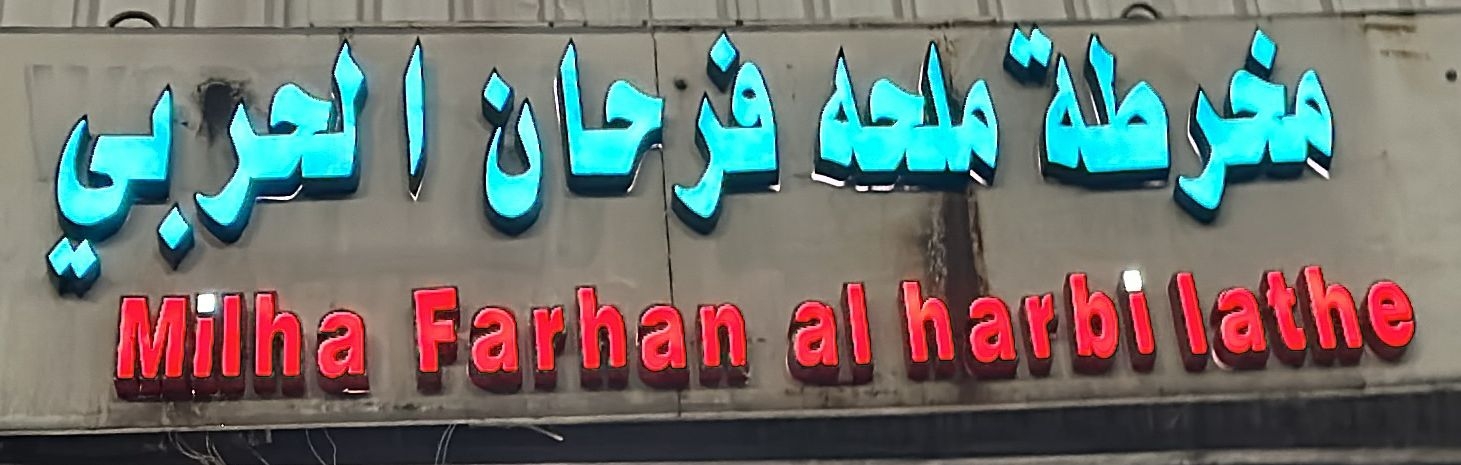 مخرطة ملحه فرحان الحربي
Milha Farhan al harbi lathe